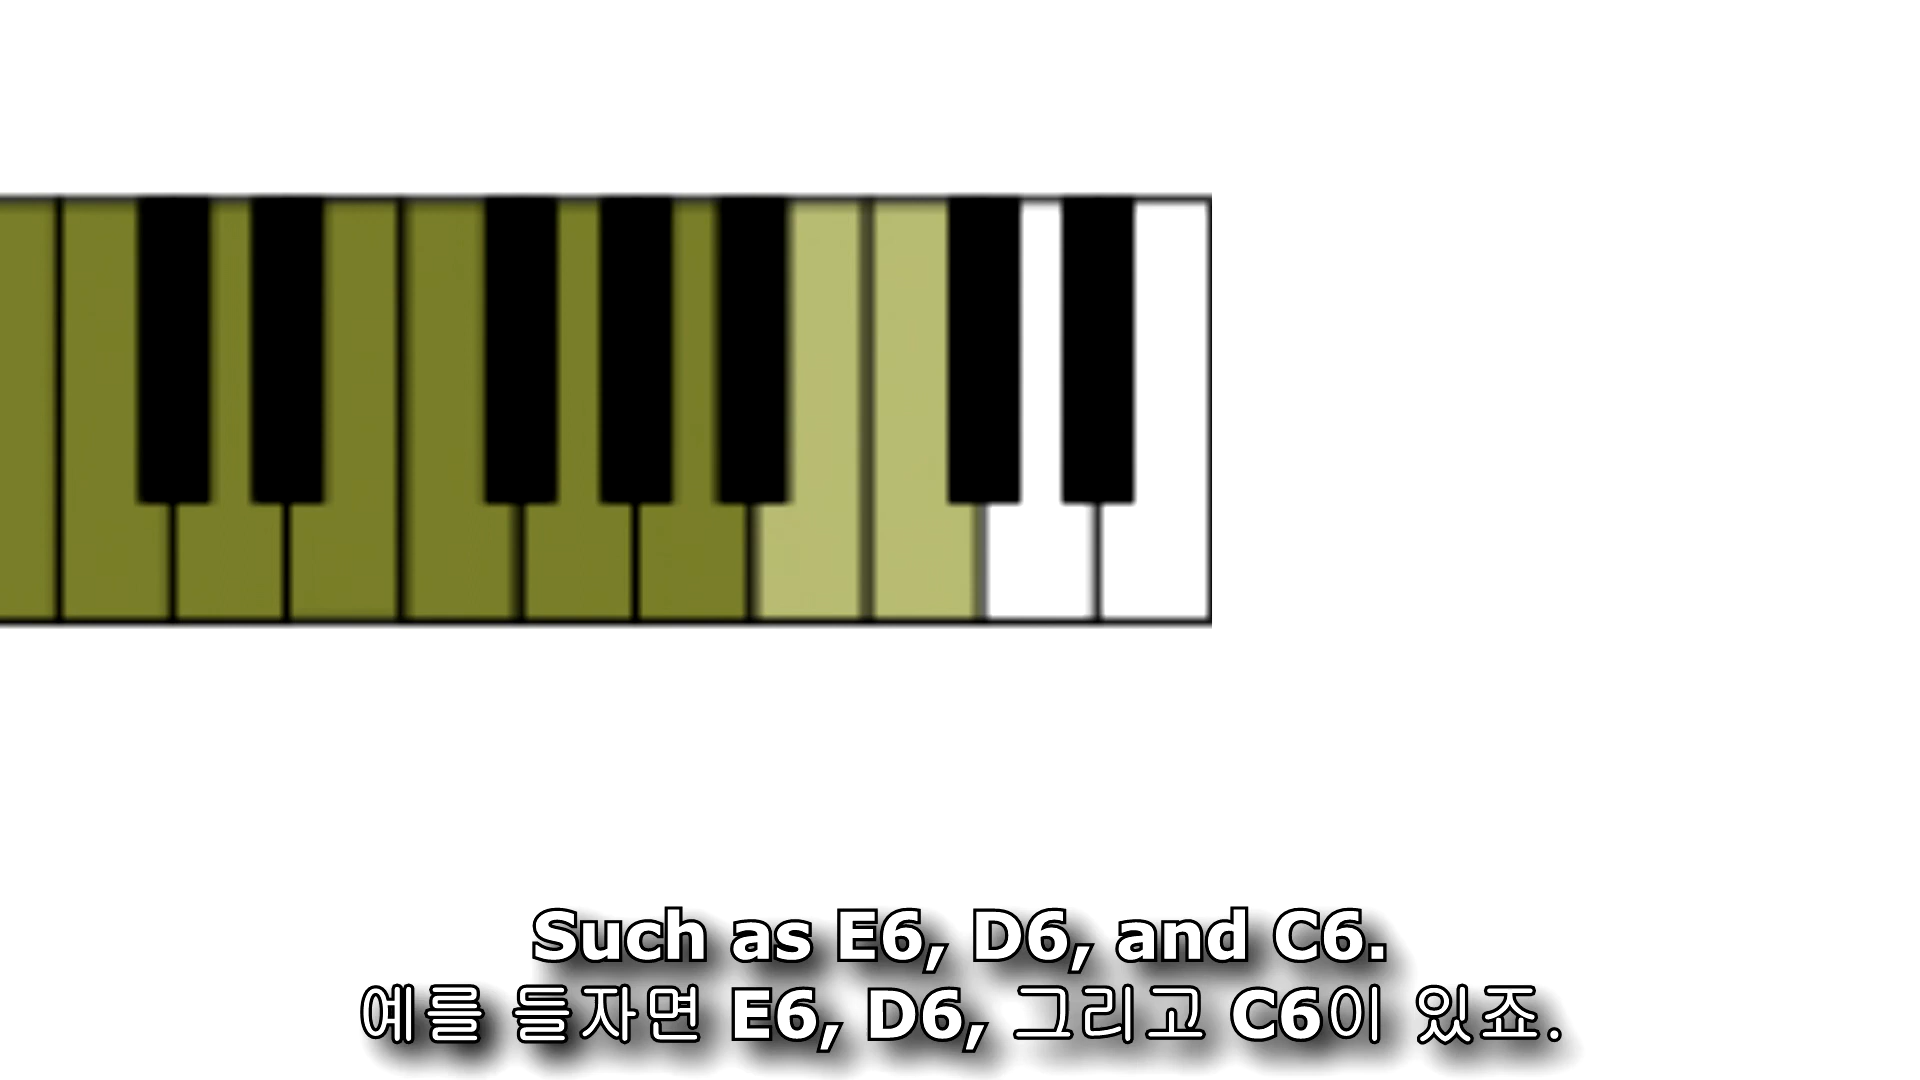 Such as E6, D6, and C6.
예를 들자면 E6, D6, 그리고 C6이 있죠.